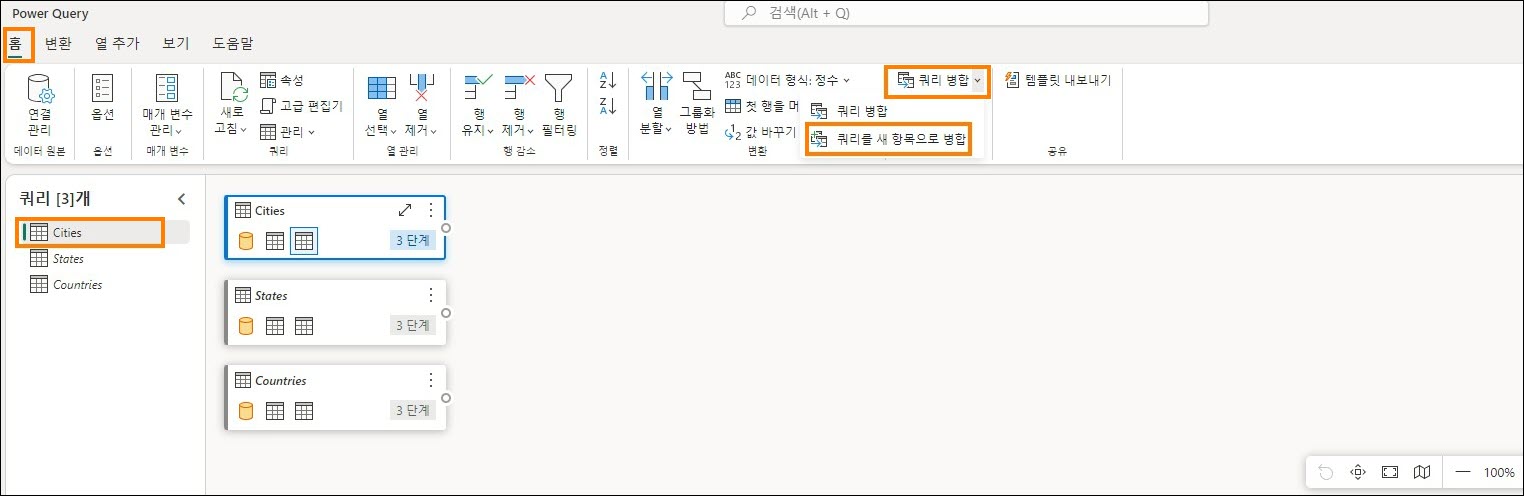 Power Query
검색(Alt + Q)
홈 변환 열 추가 보기 도움말
연결 관리
데이터 원본
옵션
옵션
매개 변수 관리
매개 변수
새로 고침
속성
고급 편집기
관리
쿼리
열 선택
열 제거
열 관리
행 유지
행 제거
행 필터링
행 감소
정렬
열 분할
그룹화 방법
데이터 형식: 정수
첫 행을 머
값 바꾸기
변환
쿼리 병합
쿼리 병합
쿼리를 새 항목으로 병합
템플릿 내보내기
공유
쿼리 [3]개
Cities
States
Countries
Cities
3 단계
States
3 단계
Countries
3 단계
100%